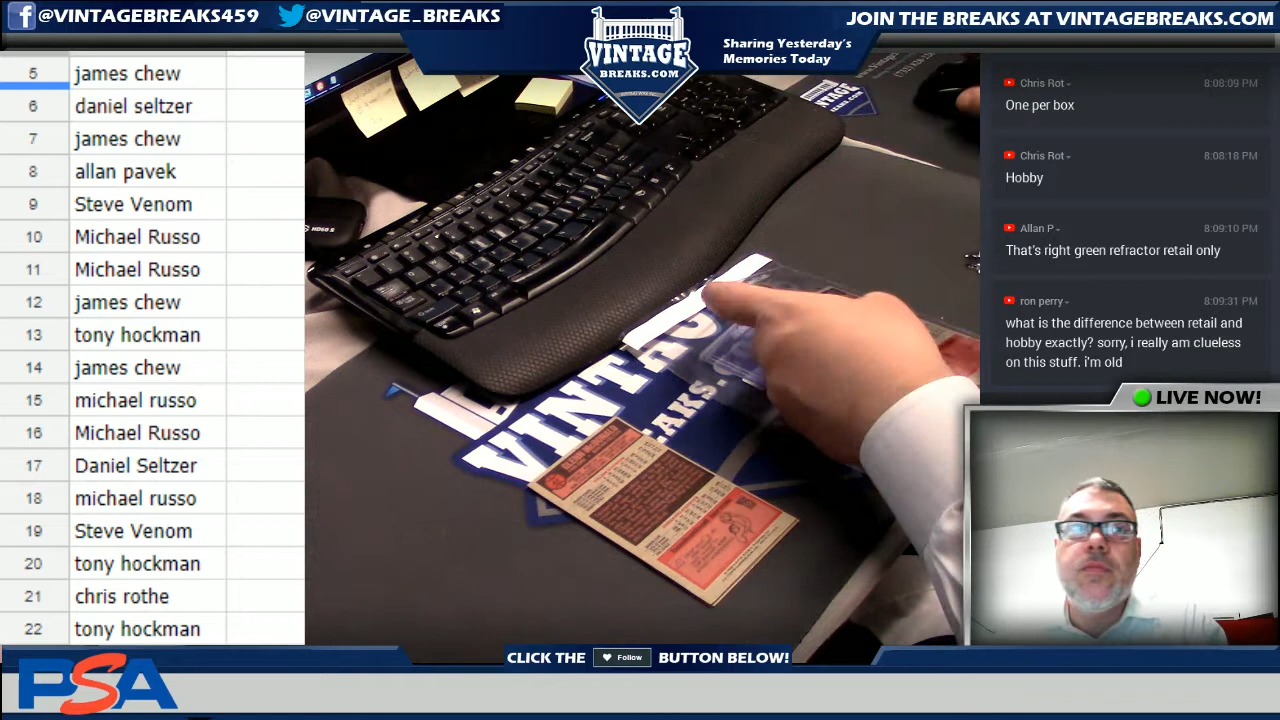 @VINTAGEBREAKS459
@VINTAGE_BREAKS
VINTAGE
BREAKS.COM
Sharing Yesterday's
Memories Today
JOIN THE BREAKS AT VINTAGEBREAKS.COM
5 james chew
6 daniel seltzer
7 james chew
8 allan pavek
9 Steve Venom
10 Michael Russo
11 Michael Russo
12 james chew
13 tony hockman
14 james chew
15 michael russo
16 Michael Russo
17 Daniel Seltzer
18 michael russo
19 Steve Venom
20 tony hockman
21 chris rothe
22 tony hockman
HD60 S
VINTAG
EAKS.
Chris Rot 8:08:09 PM
One per box
Chris Rot 8:08:18 PM
Hobby
Allan P 8:09:10 PM
That's right green refractor retail only
ron perry 8:09:31 PM
what is the difference between retail and
hobby exactly? sorry, i really am clueless
on this stuff. i'm old
LIVE NOW!
CLICK THE Follow BUTTON BELOW!
PSA